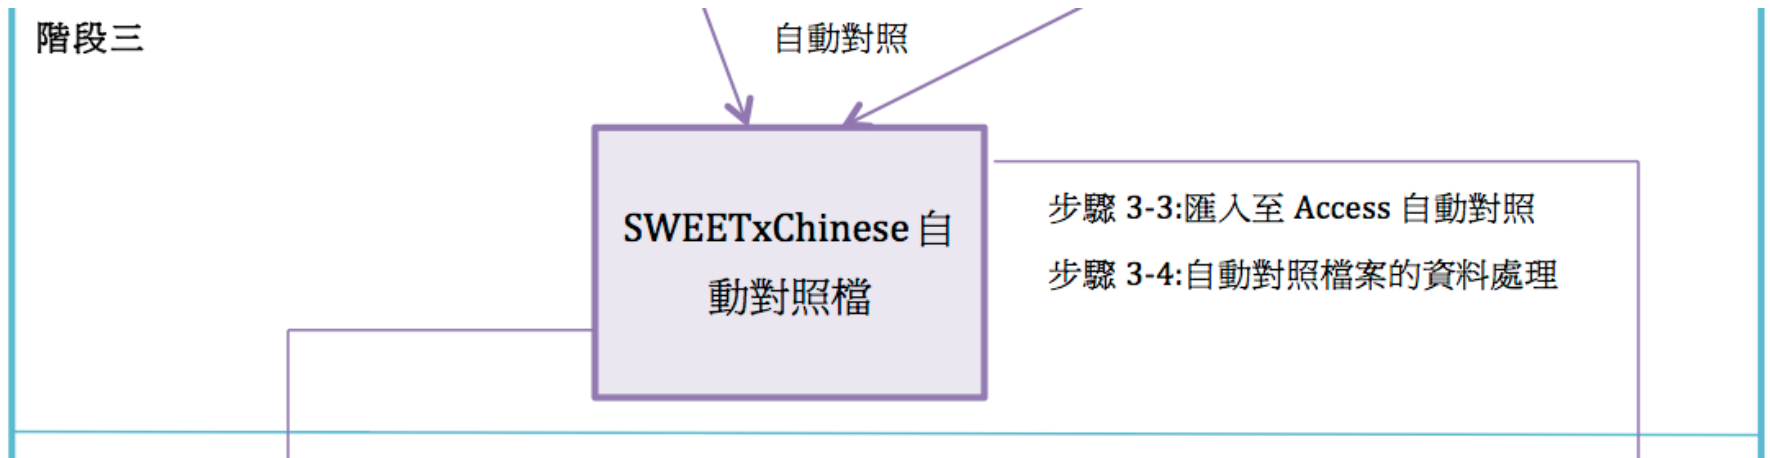 階段三
自動對照
SWEETxChinese 自
動對照檔
步驟 3-3:匯入至 Access 自動對照
步驟 3-4:自動對照檔案的資料處理